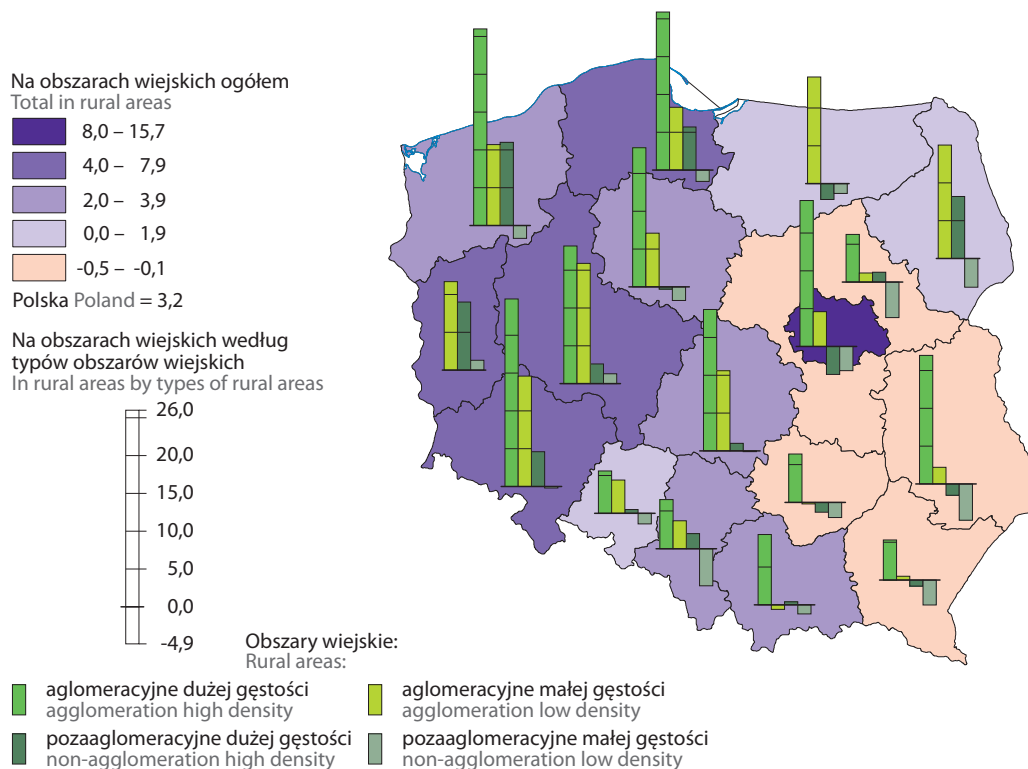 Na obszarach wiejskich ogółem
Total in rural areas
8,0 – 15,7
4,0 – 7,9
2,0 – 3,9
0,0 – 1,9
-0,5 – -0,1
Polska Poland = 3,2
Na obszarach wiejskich według
typów obszarów wiejskich
In rural areas by types of rural areas
26,0
20,0
15,0
10,0
5,0
0,0
-4,9
Obszary wiejskie:
Rural areas:
aglomeracyjne dużej gęstości
agglomeration high density
aglomeracyjne małej gęstości
agglomeration low density
pozaaglomeracyjne dużej gęstości
non-agglomeration high density
pozaaglomeracyjne małej gęstości
non-agglomeration low density